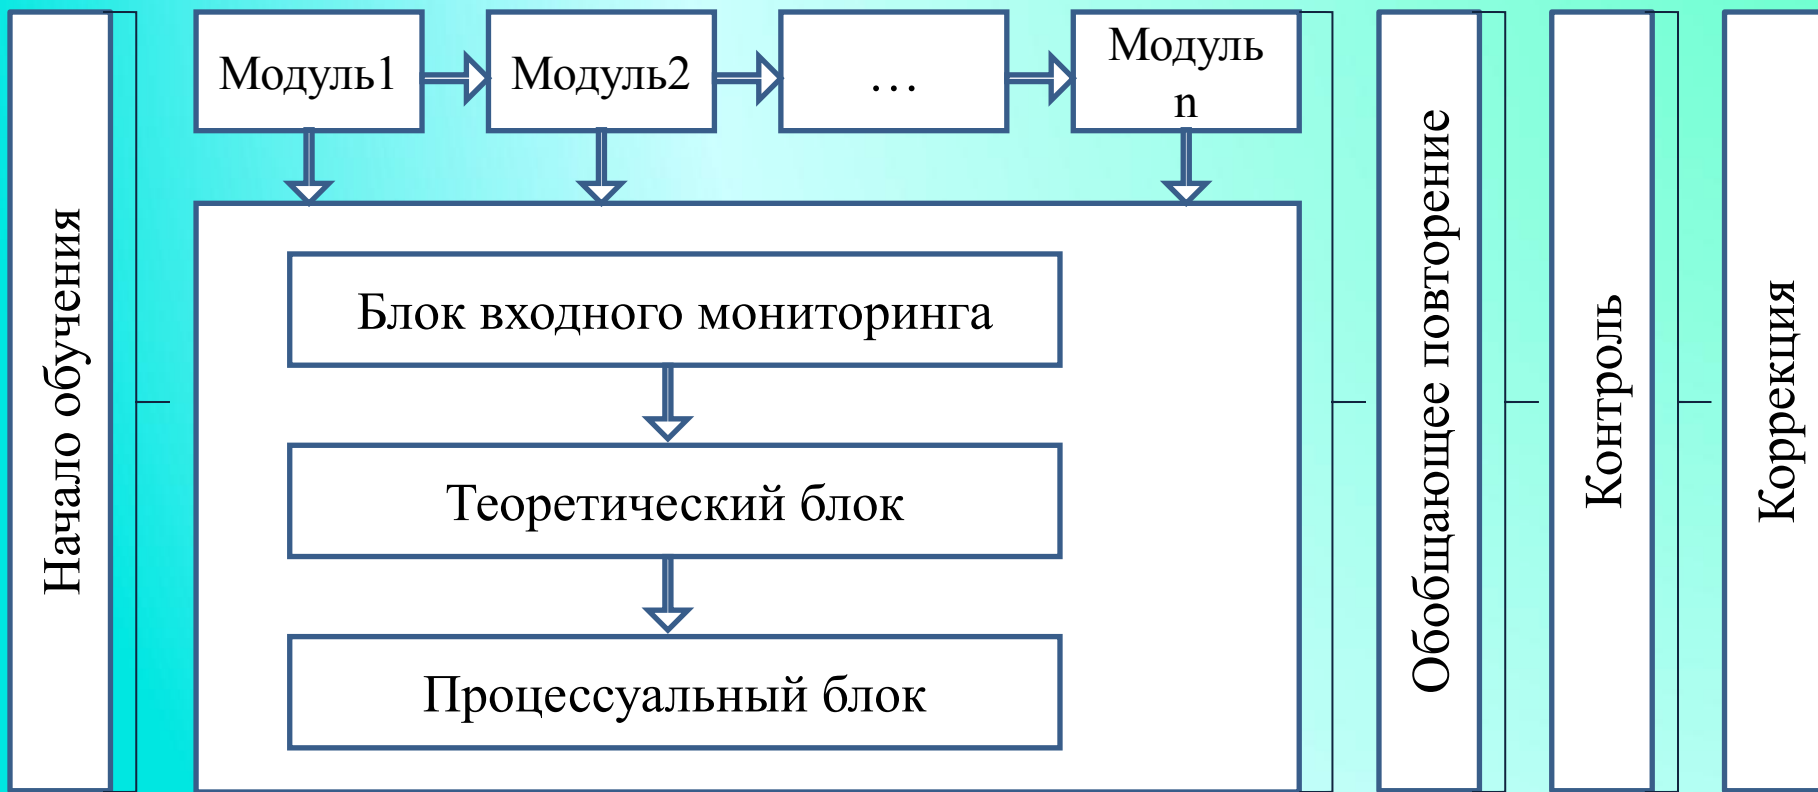 Начало обучения
Модуль1
Модуль2
…
Модуль
n
Блок входного мониторинга
Теоретический блок
Процессуальный блок
Обобщающее повторение
Контроль
Коррекция